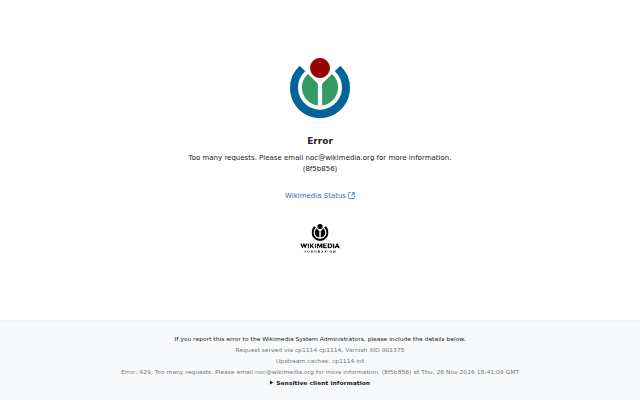 Error
Too many requests. Please email noc@wikimedia.org for more information.
(8f5b856)
Wikimedia Status
WIKIMEDIA
FOUNDATION
If you report this error to the Wikimedia System Administrators, please include the details below.
Request served via cp1114 cp1114, Varnish XID 901375
Upstream caches: cp1114 int
Error: 429, Too many requests. Please email noc@wikimedia.org for more information. (8f5b856) at Thu, 26 Nov 2026 18:41:09 GMT
Sensitive client information